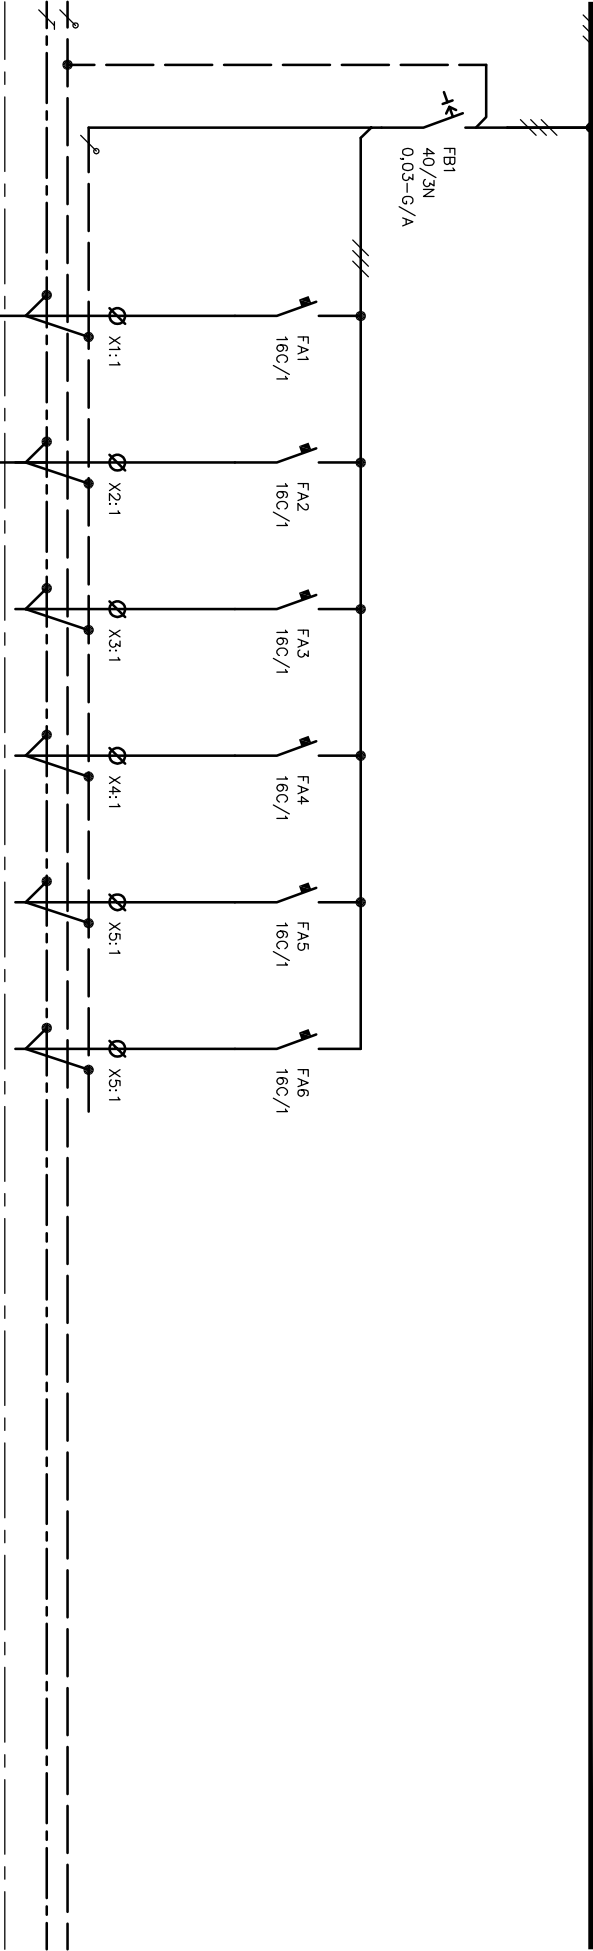 FB1
40/3N
0,03-G/A
FA1
16C/1
X1:1
FA2
16C/1
X2:1
FA3
16C/1
X3:1
FA4
16C/1
X4:1
FA5
16C/1
X5:1
FA6
16C/1
X5:1